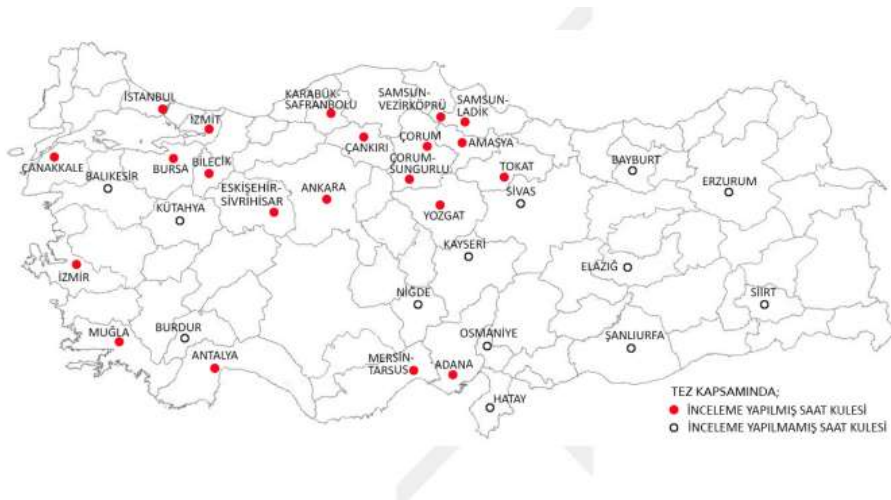 İSTANBUL
İZMİT
KARABÜK-
SAFRANBOLU
SAMSUN-
VEZİRKÖPRÜ
SAMSUN-
LADİK
ÇANKIRI
ÇORUM
AMASYA
ÇANAKKALE
BALIKESİR
BURSA
BİLECİK
ÇORUM-
SUNGURLU
TOKAT
BAYBURT
ERZURUM
KÜTAHYA
ESKİŞEHİR-
SİVRİHİSAR
ANKARA
YOZGAT
SİVAS
KAYSERİ
ELAZIĞ
İZMİR
NİĞDE
SİİRT
MUĞLA
BURDUR
ANTALYA
MERSİN-
TARSUS
ADANA
OSMANİYE
ŞANLIURFA
HATAY
TEZ KAPSAMINDA;
İNCELEME YAPILMIŞ SAAT KULESİ
İNCELEME YAPILMAMIŞ SAAT KULESİ